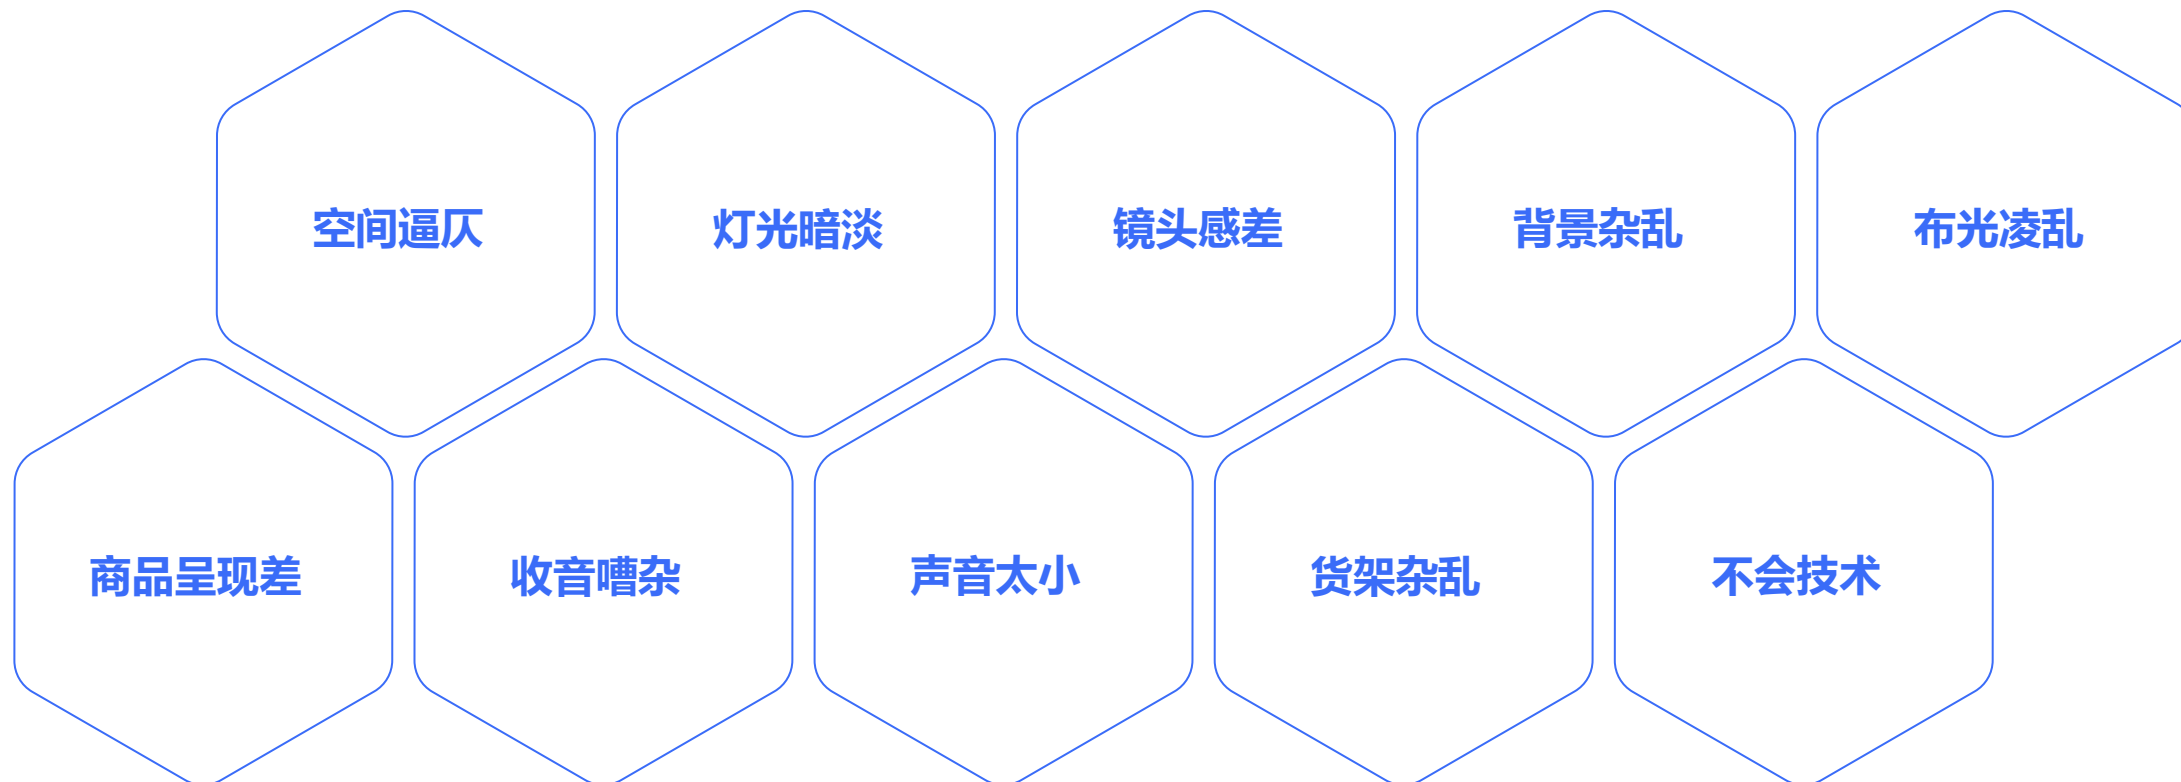 空间逼仄
灯光暗淡
镜头感差
背景杂乱
布光凌乱
商品呈现差
收音嘈杂
声音太小
货架杂乱
不会技术